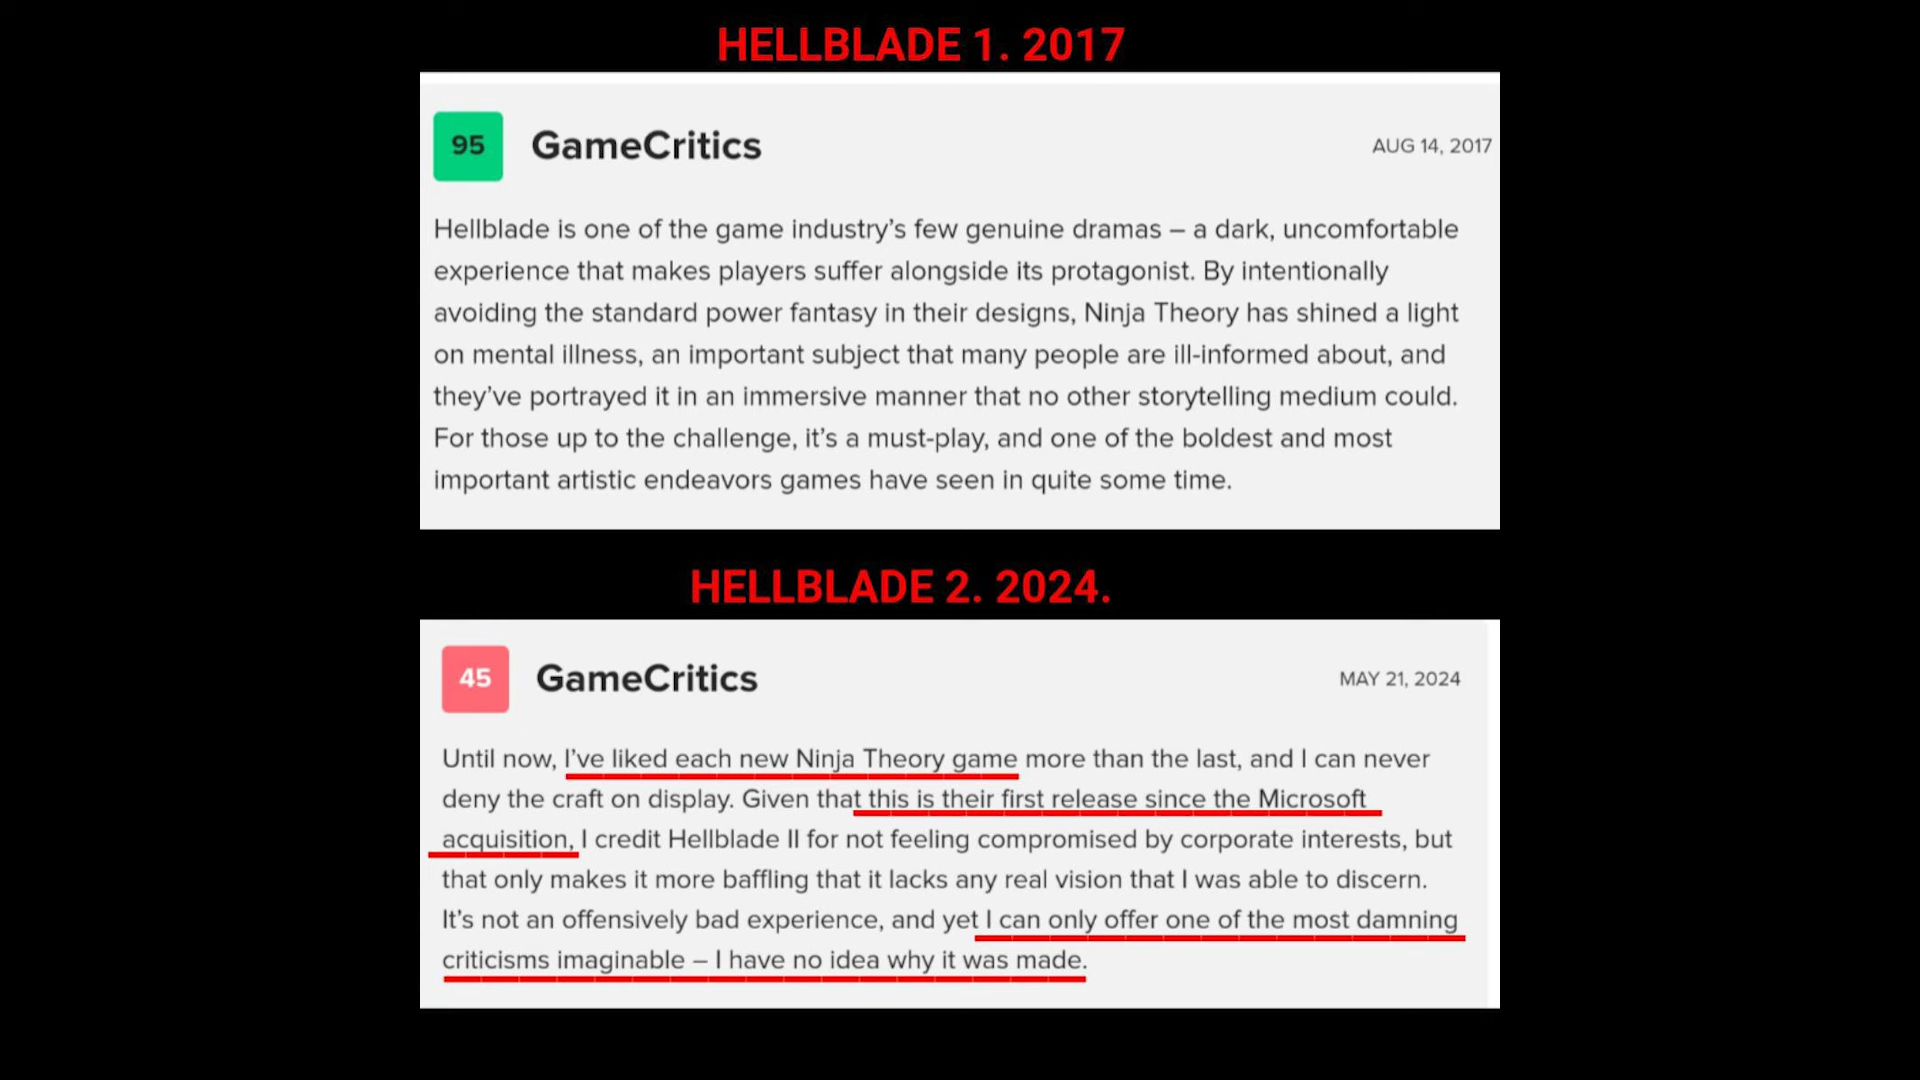 HELLBLADE 1. 2017
95 GameCritics AUG 14, 2017
Hellblade is one of the game industry’s few genuine dramas – a dark, uncomfortable
experience that makes players suffer alongside its protagonist. By intentionally
avoiding the standard power fantasy in their designs, Ninja Theory has shined a light
on mental illness, an important subject that many people are ill-informed about, and
they’ve portrayed it in an immersive manner that no other storytelling medium could.
For those up to the challenge, it’s a must-play, and one of the boldest and most
important artistic endeavors games have seen in quite some time.
HELLBLADE 2. 2024.
45 GameCritics MAY 21, 2024
Until now, I’ve liked each new Ninja Theory game more than the last, and I can never
deny the craft on display. Given that this is their first release since the Microsoft
acquisition, I credit Hellblade II for not feeling compromised by corporate interests, but
that only makes it more baffling that it lacks any real vision that I was able to discern.
It’s not an offensively bad experience, and yet I can only offer one of the most damning
criticisms imaginable – I have no idea why it was made.